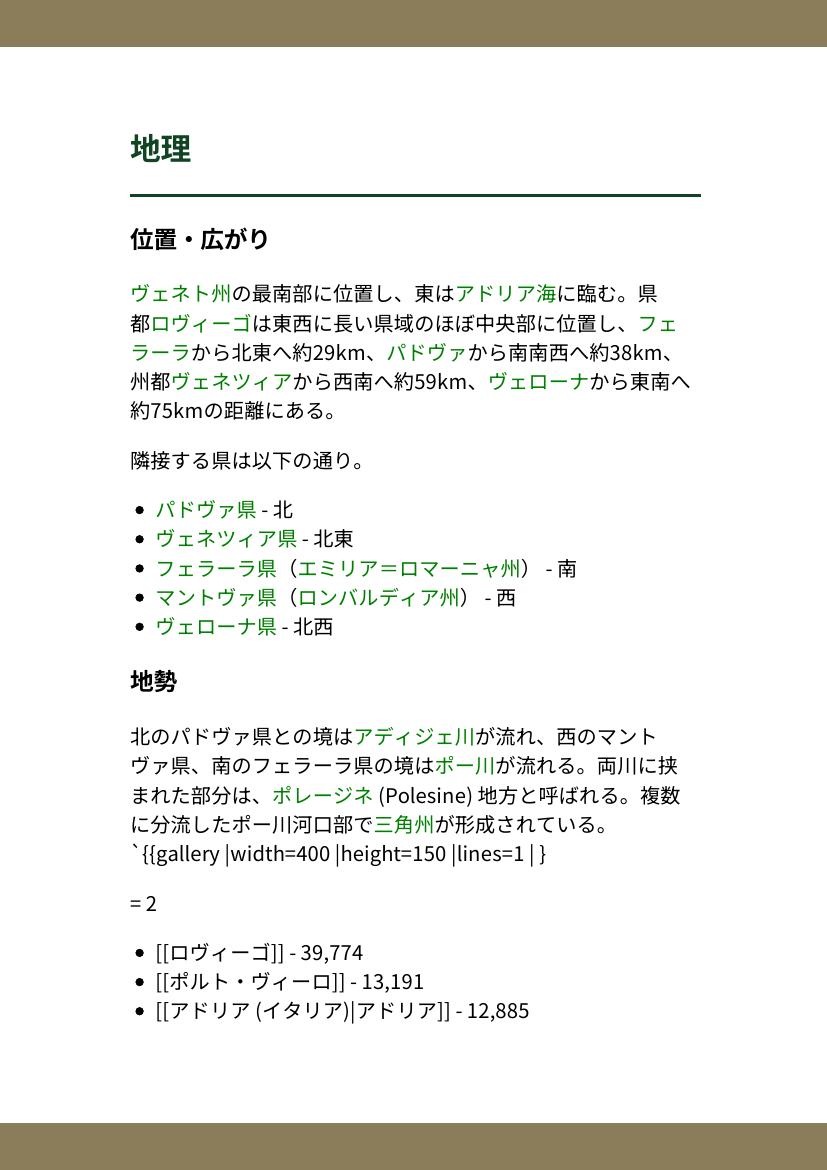 地理
位置・広がり
ヴェネト州の最南部に位置し、東はアドリア海に臨む。県
都ロヴィーゴは東西に長い県域のほぼ中央部に位置し、フェ
ラーラから北東へ約29km、パドヴァから南南西へ約38km、
州都ヴェネツィアから西南へ約59km、ヴェローナから東南へ
約75kmの距離にある。
隣接する県は以下の通り。
パドヴァ県 - 北
ヴェネツィア県 - 北東
フェラーラ県（エミリア＝ロマーニャ州） - 南
マントヴァ県（ロンバルディア州） - 西
ヴェローナ県 - 北西
地勢
北のパドヴァ県との境はアディジェ川が流れ、西のマント
ヴァ県、南のフェラーラ県の境はポー川が流れる。両川に挟
まれた部分は、ポレージネ (Polesine) 地方と呼ばれる。複数
に分流したポー川河口部で三角州が形成されている。
`{{gallery |width=400 |height=150 |lines=1 | }
= 2
[[ロヴィーゴ]] - 39,774
[[ポルト・ヴィーロ]] - 13,191
[[アドリア (イタリア)|アドリア]] - 12,885